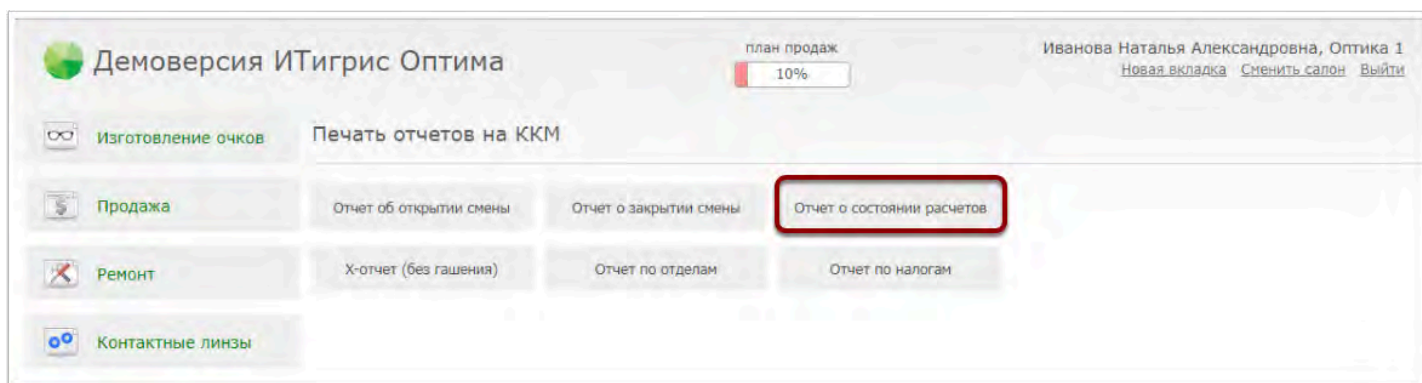 Демоверсия ИТигрис Оптима
план продаж
10%
Иванова Наталья Александровна, Оптика 1
Новая вкладка Сменить салон Выйти
Изготовление очков
Печать отчетов на ККМ
Продажа
Отчет об открытии смены
Отчет о закрытии смены
Отчет о состоянии расчетов
Ремонт
X-отчет (без гашения)
Отчет по отделам
Отчет по налогам
Контактные линзы